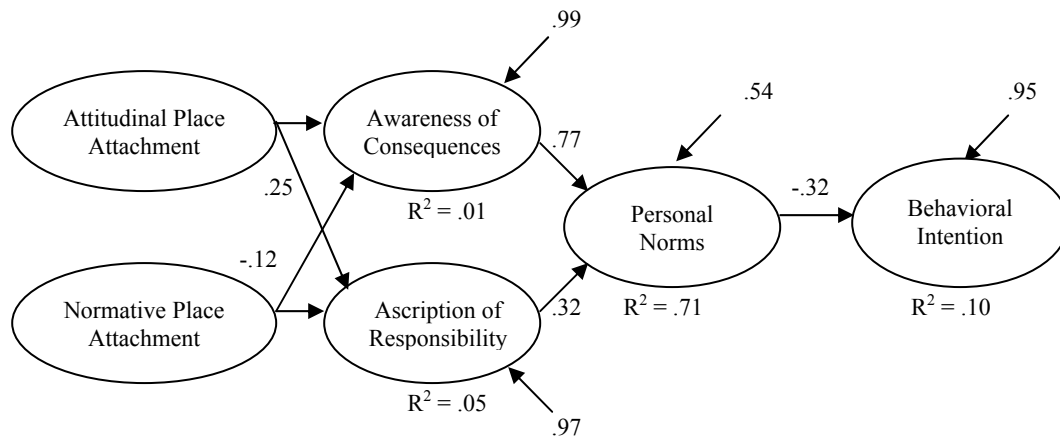 .99
Attitudinal Place
Attachment
Awareness of
Consequences
.54
.95
.77
.25
R² = .01
Personal
Norms
-.32
Behavioral
Intention
-.12
Normative Place
Attachment
Ascription of
Responsibility
.32
R² = .71
R² = .10
R² = .05
.97